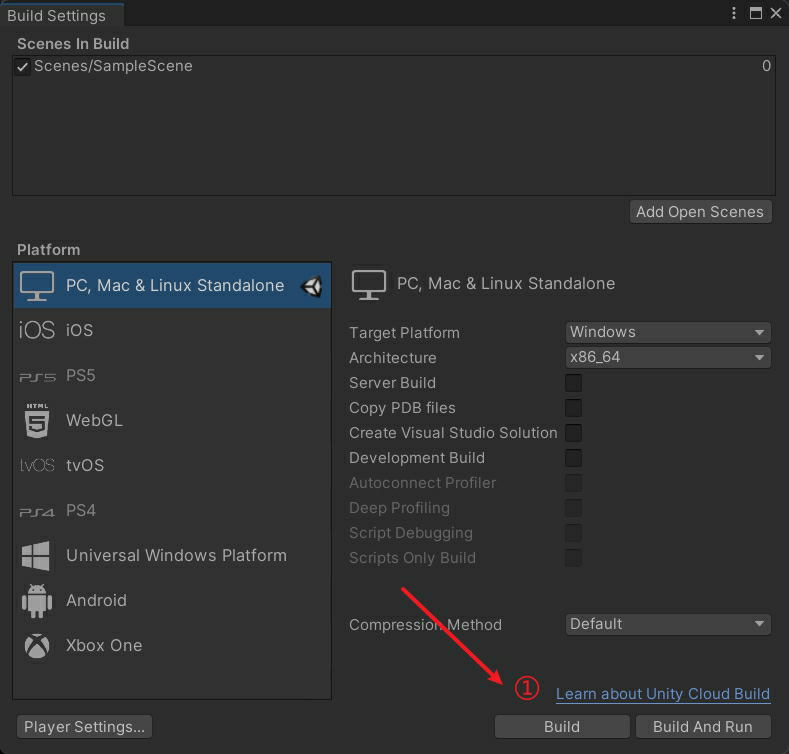 Build Settings
Scenes In Build
Scenes/SampleScene 0
Add Open Scenes
Platform
PC, Mac & Linux Standalone
iOS iOS
PS5 PS5
HTML 5 WebGL
tvOS tvOS
PS4 PS4
Universal Windows Platform
Android
Xbox One
PC, Mac & Linux Standalone
Target Platform Windows
Architecture x86_64
Server Build
Copy PDB files
Create Visual Studio Solution
Development Build
Autoconnect Profiler
Deep Profiling
Script Debugging
Scripts Only Build
Compression Method Default
①
Learn about Unity Cloud Build
Player Settings... Build Build And Run